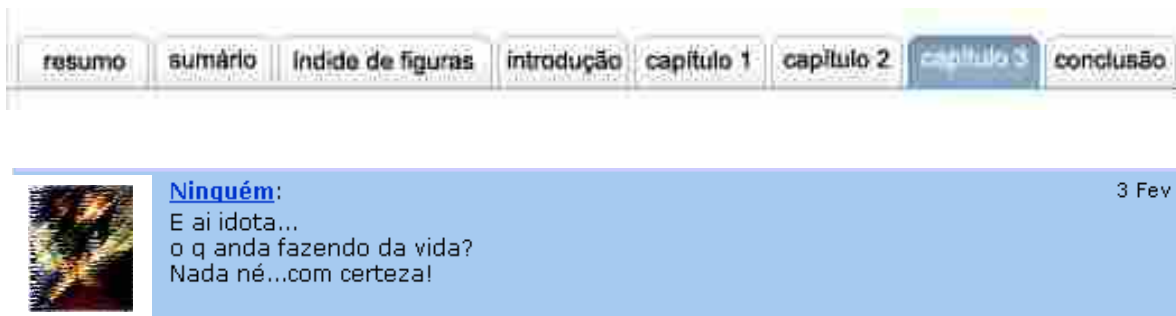 resumo sumário índide de figuras introdução capítulo 1 capítulo 2 capítulo 3 conclusão
Ninquém: 3 Fev
E ai idota...
o q anda fazendo da vida?
Nada né...com certeza!